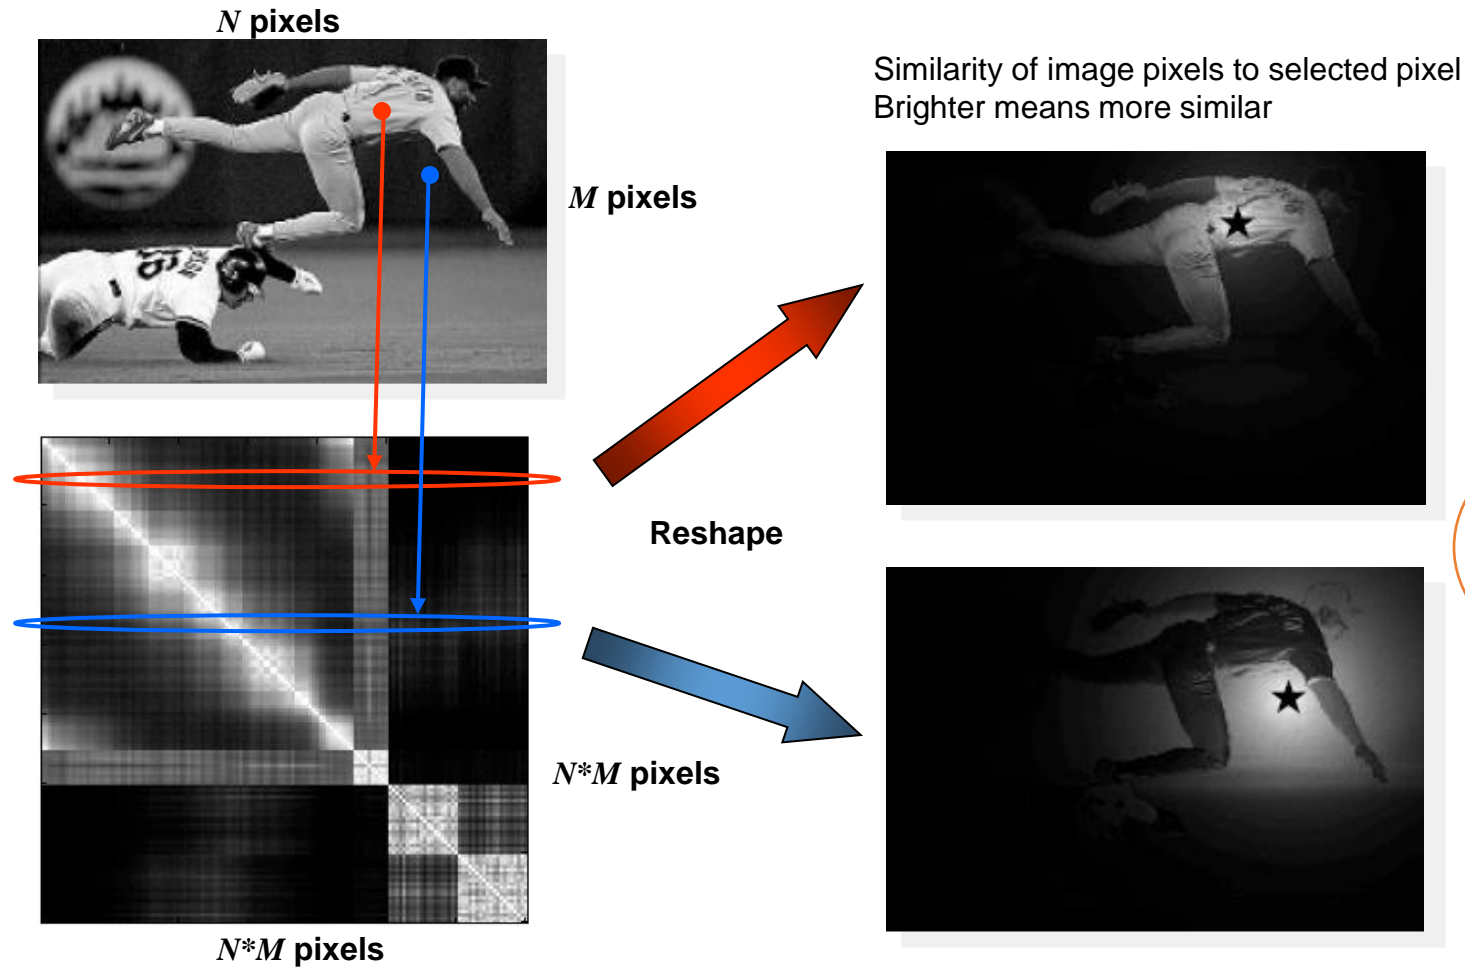 N pixels
Similarity of image pixels to selected pixel
Brighter means more similar
M pixels
Reshape
N*M pixels
N*M pixels